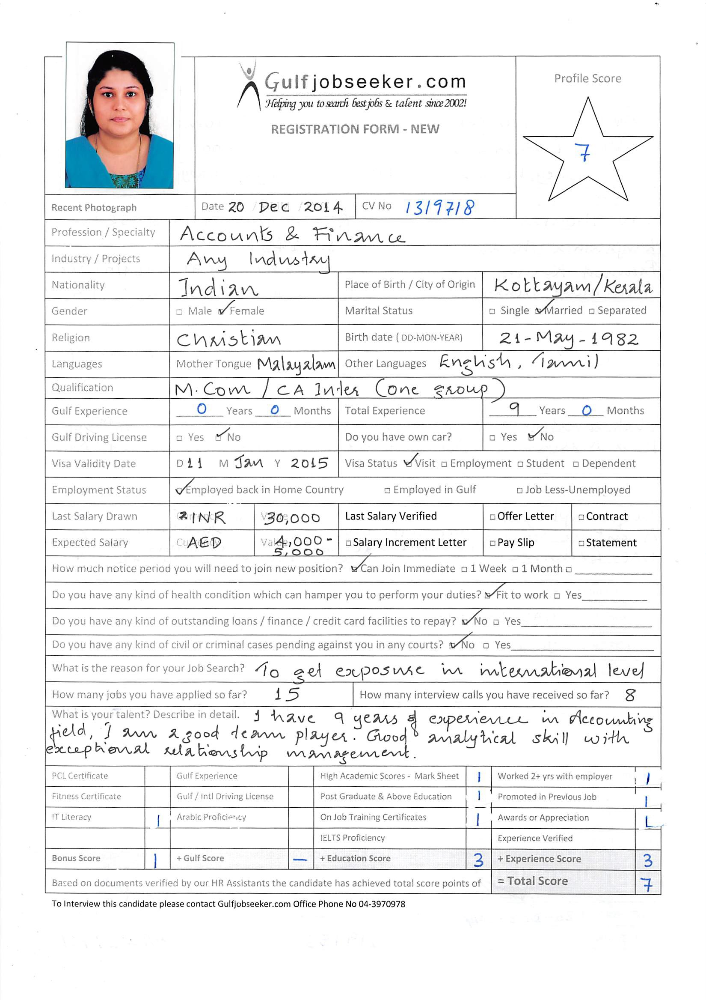 Gulfjobseeker.com
Helping you to search best jobs & talent since 2002!
REGISTRATION FORM - NEW
Profile Score
7
Recent Photograph
Date 20 Dec 2014
CV No 1319718
Profession / Specialty Accounts & Finance
Industry / Projects Any Industry
Nationality Indian Place of Birth / City of Origin Kottayam/Kerala
Gender □ Male ✓ Female Marital Status □ Single ✓ Married □ Separated
Religion Christian Birth date ( DD-MON-YEAR) 21-May-1982
Languages Mother Tongue Malayalam Other Languages English, Tamil
Qualification M.Com / CA Inter (one group)
Gulf Experience 0 Years 0 Months Total Experience 9 Years 0 Months
Gulf Driving License □ Yes ✓ No Do you have own car? □ Yes ✓ No
Visa Validity Date D 11 M Jan Y 2015 Visa Status ✓ Visit □ Employment □ Student □ Dependent
Employment Status ✓ Employed back in Home Country □ Employed in Gulf □ Job Less-Unemployed
Last Salary Drawn INR 30,000 Last Salary Verified □ Offer Letter □ Contract
Expected Salary Currency AED Value 4,000-5,000 □ Salary Increment Letter □ Pay Slip □ Statement
How much notice period you will need to join new position? ✓ Can Join Immediate □ 1 Week □ 1 Month □
Do you have any kind of health condition which can hamper you to perform your duties? ✓ Fit to work □ Yes
Do you have any kind of outstanding loans / finance / credit card facilities to repay? ✓ No □ Yes
Do you have any kind of civil or criminal cases pending against you in any courts? ✓ No □ Yes
What is the reason for your Job Search? To get exposure in international level
How many jobs you have applied so far? 15 How many interview calls you have received so far? 8
What is your talent? Describe in detail. I have 9 years of experience in Accounting
field, I am a good team player. Good analytical skill with
exceptional relationship management.
PCL Certificate Gulf Experience High Academic Scores - Mark Sheet 1 Worked 2+ yrs with employer 1
Fitness Certificate Gulf / Intl Driving License Post Graduate & Above Education 1 Promoted in Previous Job 1
IT Literacy 1 Arabic Proficiency On Job Training Certificates 1 Awards or Appreciation 1
IELTS Proficiency Experience Verified
Bonus Score 1 + Gulf Score — + Education Score 3 + Experience Score 3
Based on documents verified by our HR Assistants the candidate has achieved total score points of = Total Score 7
To Interview this candidate please contact Gulfjobseeker.com Office Phone No 04-3970978